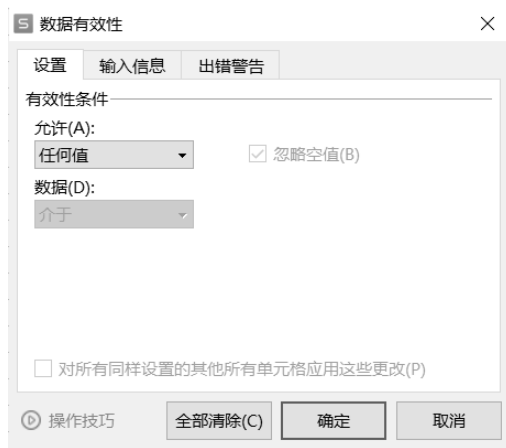 S 数据有效性
设置 输入信息 出错警告
有效性条件
允许(A):
任何值 忽略空值(B)
数据(D):
介于
对所有同样设置的其他所有单元格应用这些更改(P)
操作技巧 全部清除(C) 确定 取消